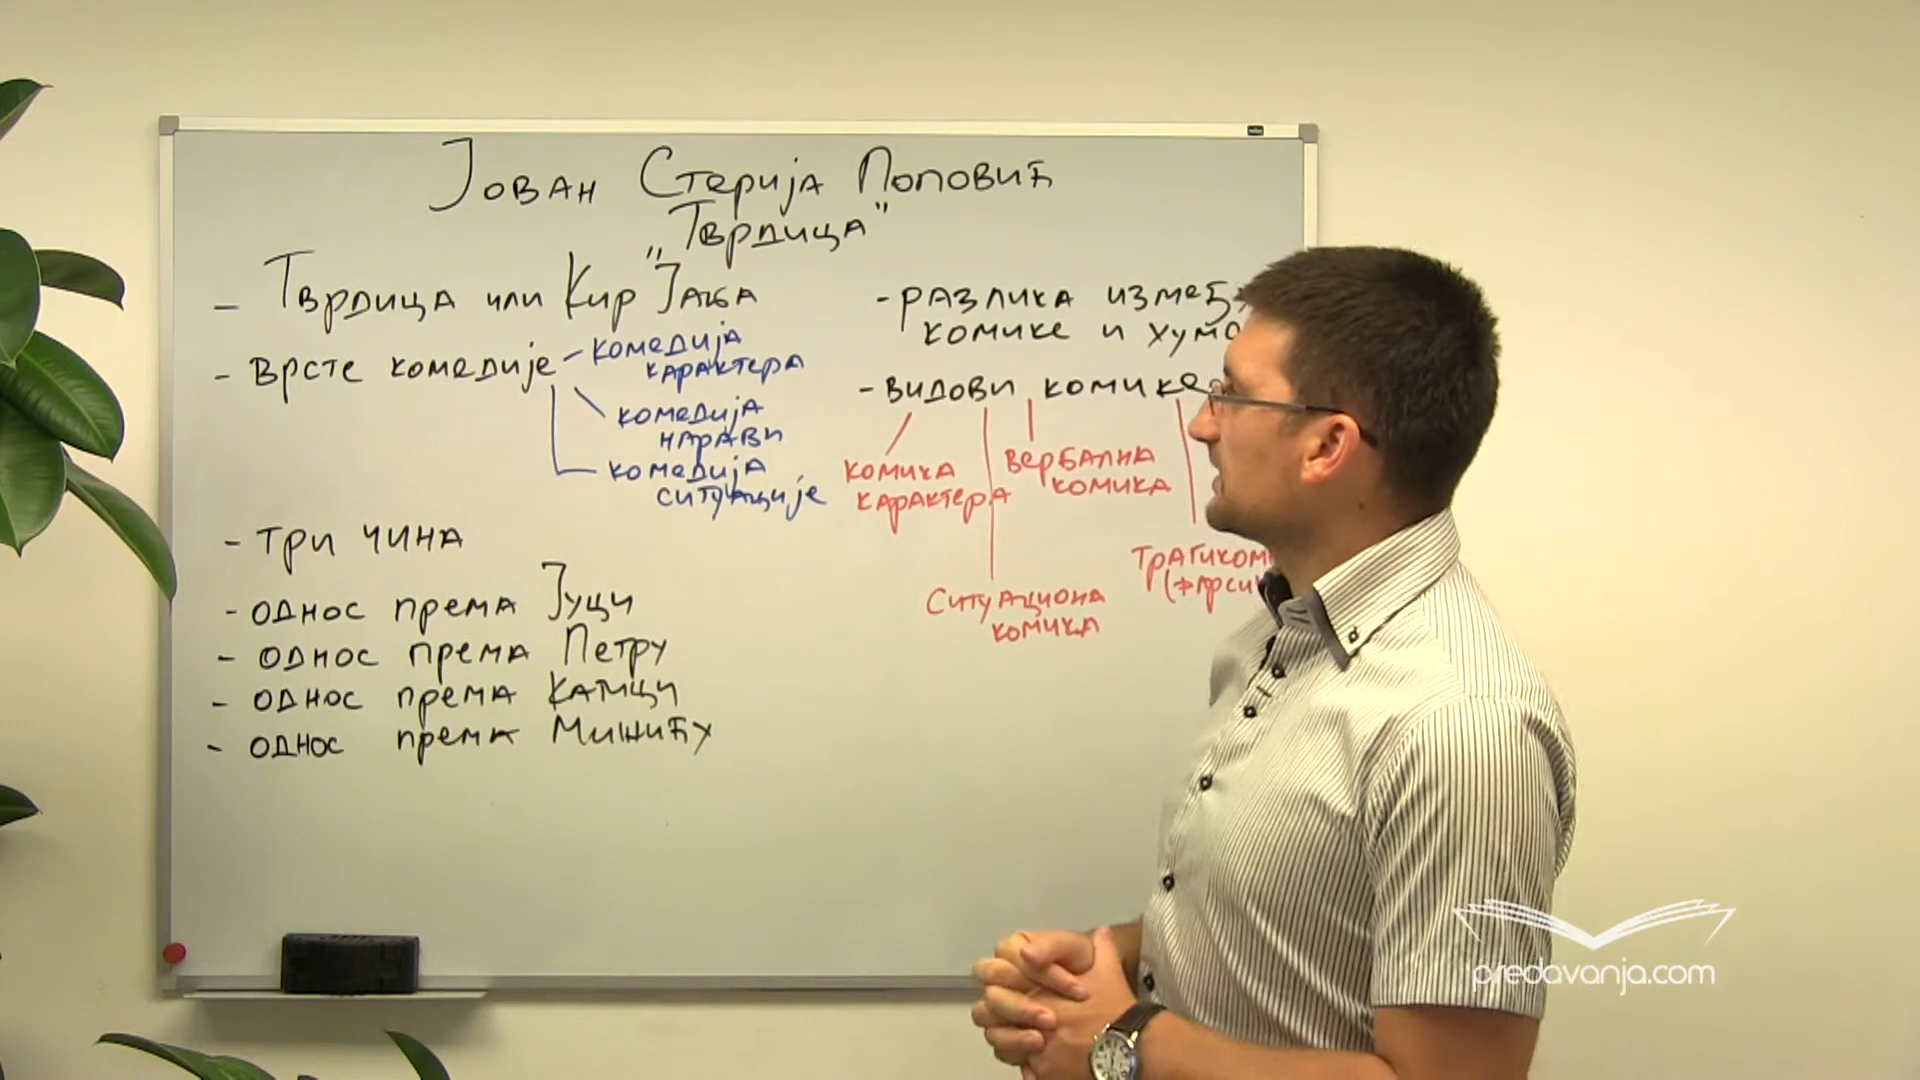 Јован Стерија Поповић
„Тврдица"
- Тврдица или Кир Јања
- врсте комедије
комедија
карактера
комедија
нарави
комедија
ситуације
- три чина
- однос према Јуци
- однос према Петру
- однос према Катици
- однос према Мишићу
- разлика
комике и
- видови комике
комика
карактера
вербална
комика
ситуациона
комика
predavanja.com